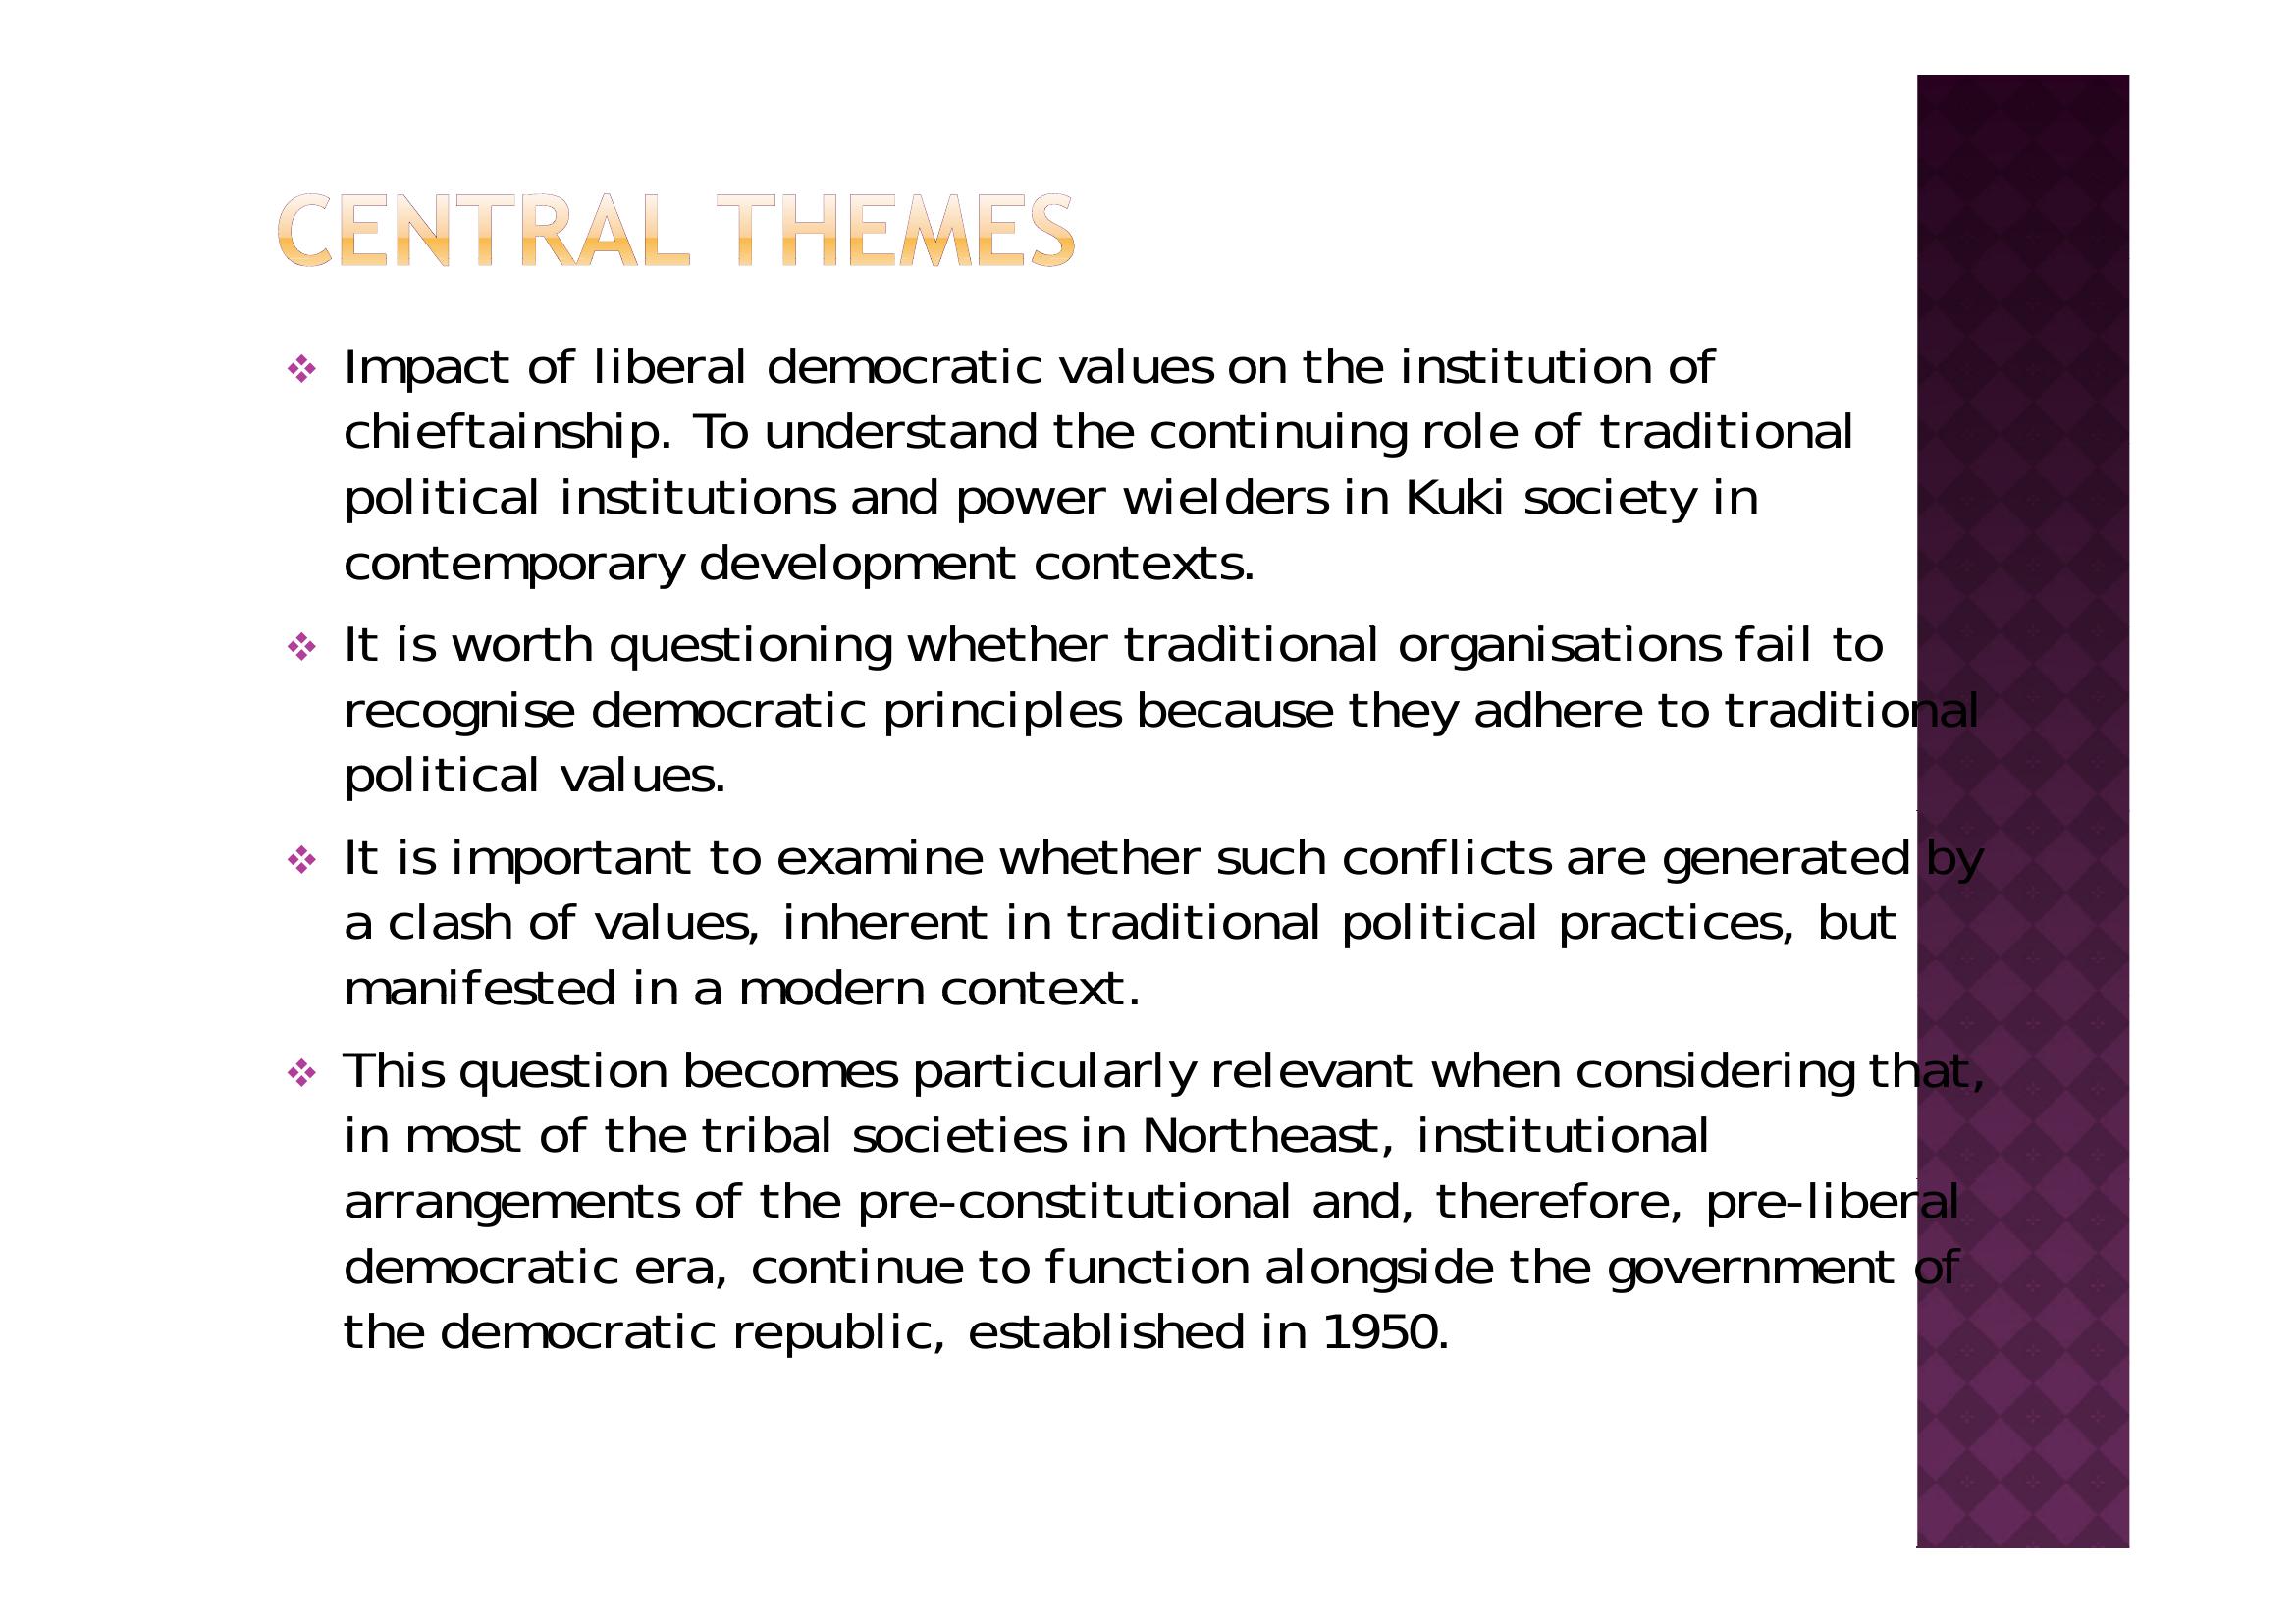 CENTRAL THEMES
❖ Impact of liberal democratic values on the institution of
chieftainship. To understand the continuing role of traditional
political institutions and power wielders in Kuki society in
contemporary development contexts.
❖ It is worth questioning whether traditional organisations fail to
recognise democratic principles because they adhere to traditional
political values.
❖ It is important to examine whether such conflicts are generated by
a clash of values, inherent in traditional political practices, but
manifested in a modern context.
❖ This question becomes particularly relevant when considering that,
in most of the tribal societies in Northeast, institutional
arrangements of the pre-constitutional and, therefore, pre-liberal
democratic era, continue to function alongside the government of
the democratic republic, established in 1950.